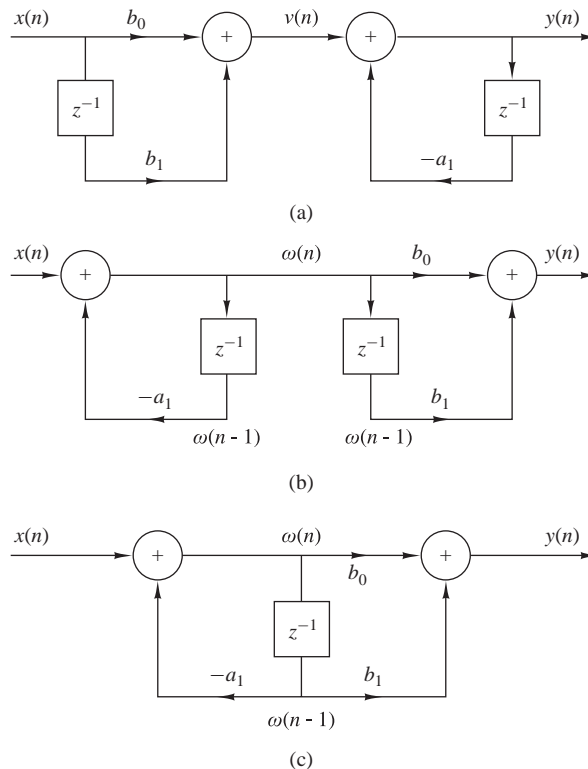 x(n) b₀ + v(n) + y(n)
z⁻¹ z⁻¹
b₁ −a₁
(a)
x(n) + ω(n) b₀ + y(n)
z⁻¹ z⁻¹
−a₁ b₁
ω(n - 1) ω(n - 1)
(b)
x(n) + ω(n) + y(n)
b₀
z⁻¹
−a₁ b₁
ω(n - 1)
(c)